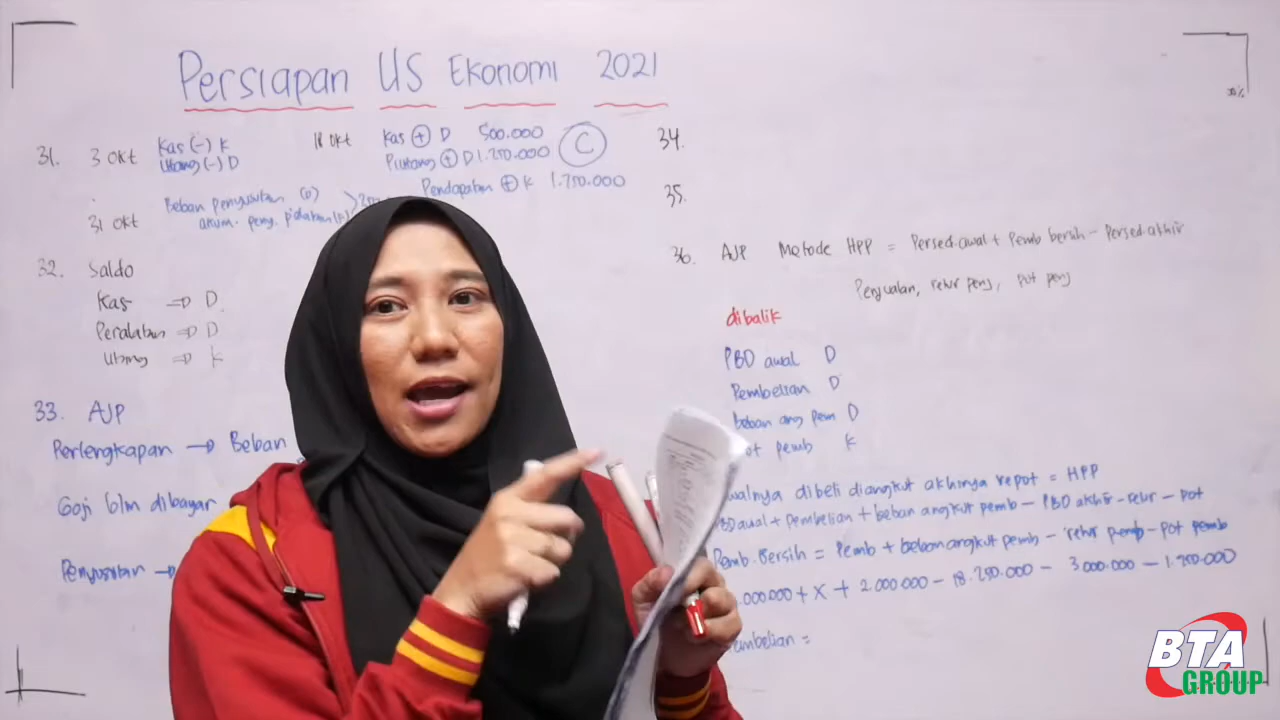 Persiapan US Ekonomi 2021
31. 3 Okt Kas (-) K
Utang (-) D
18 Okt Kas (+) D 500.000
Piutang (+) D 1.250.000
Pendapatan (+) K 1.750.000
C
31 Okt Beban penyusutan (D)
akum. peny. p'dalatan (K)
32. Saldo
Kas → D
Peralatan → D
Utang → K
33. AJP
Perlengkapan → Beban
Gaji blm dibayar
Penyusutan →
34.
35.
36. AJP Metode HPP = Persed.awal + Pemb bersih - Persed.akhir
Penjualan, retur penj, pot penj
dibalik
PBD awal D
Pembelian D
beban ang pem D
pemb K
walnya dibeli diangkut akhirnya repot = HPP
BD awal + pembelian + beban angkut pemb - PBD akhir - retur - pot
Pemb. Bersih = Pemb + beban angkut pemb - retur pemb - pot pemb
.000.000 + X + 2.000.000 - 18.250.000 - 3.000.000 - 1.750.000
embelian =
BTA
GROUP